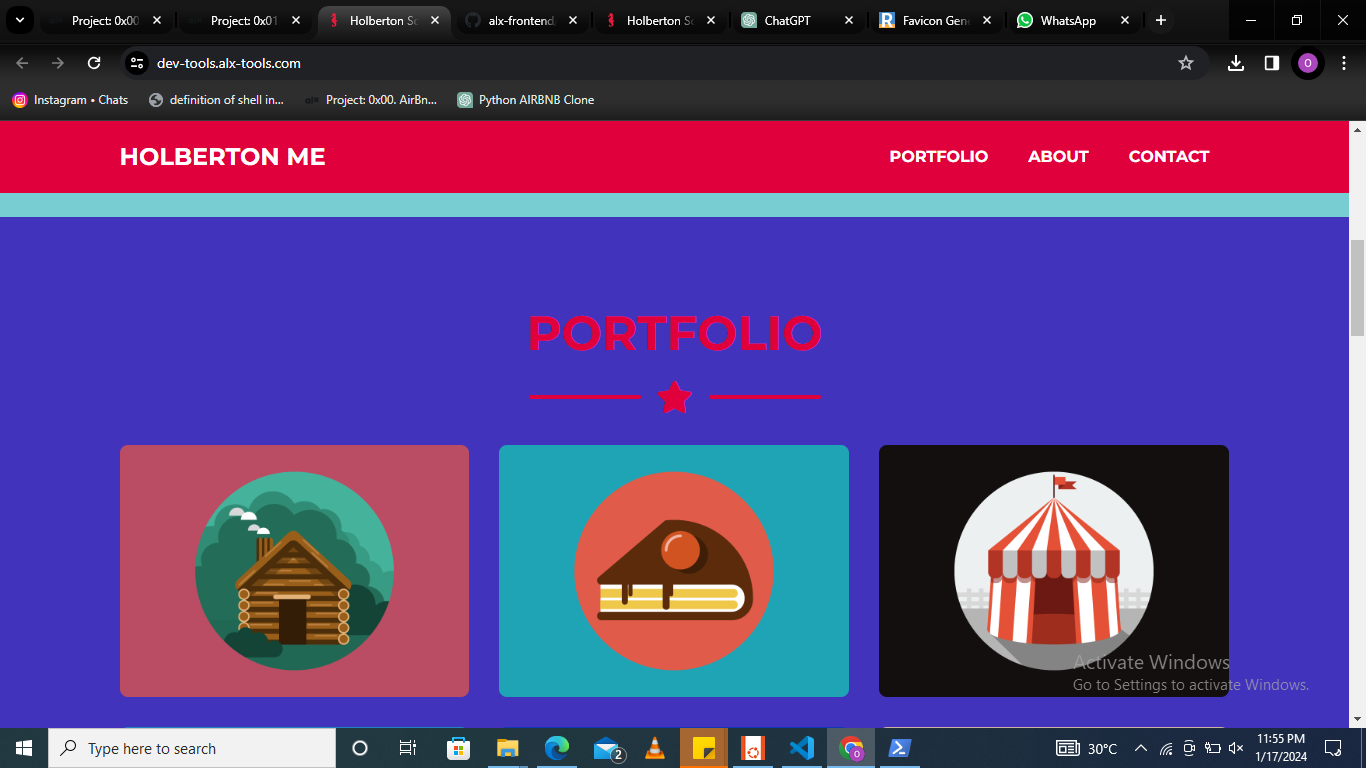 Project: 0x00
Project: 0x01
Holberton Sc
alx-frontend
Holberton Sc
ChatGPT
Favicon Gene
WhatsApp
dev-tools.alx-tools.com
O
Instagram • Chats
definition of shell in...
alx
Project: 0x00. AirBn...
Python AIRBNB Clone
HOLBERTON ME
PORTFOLIO
ABOUT
CONTACT
PORTFOLIO
Activate Windows
Go to Settings to activate Windows.
Type here to search
2
O
30°C
11:55 PM
1/17/2024